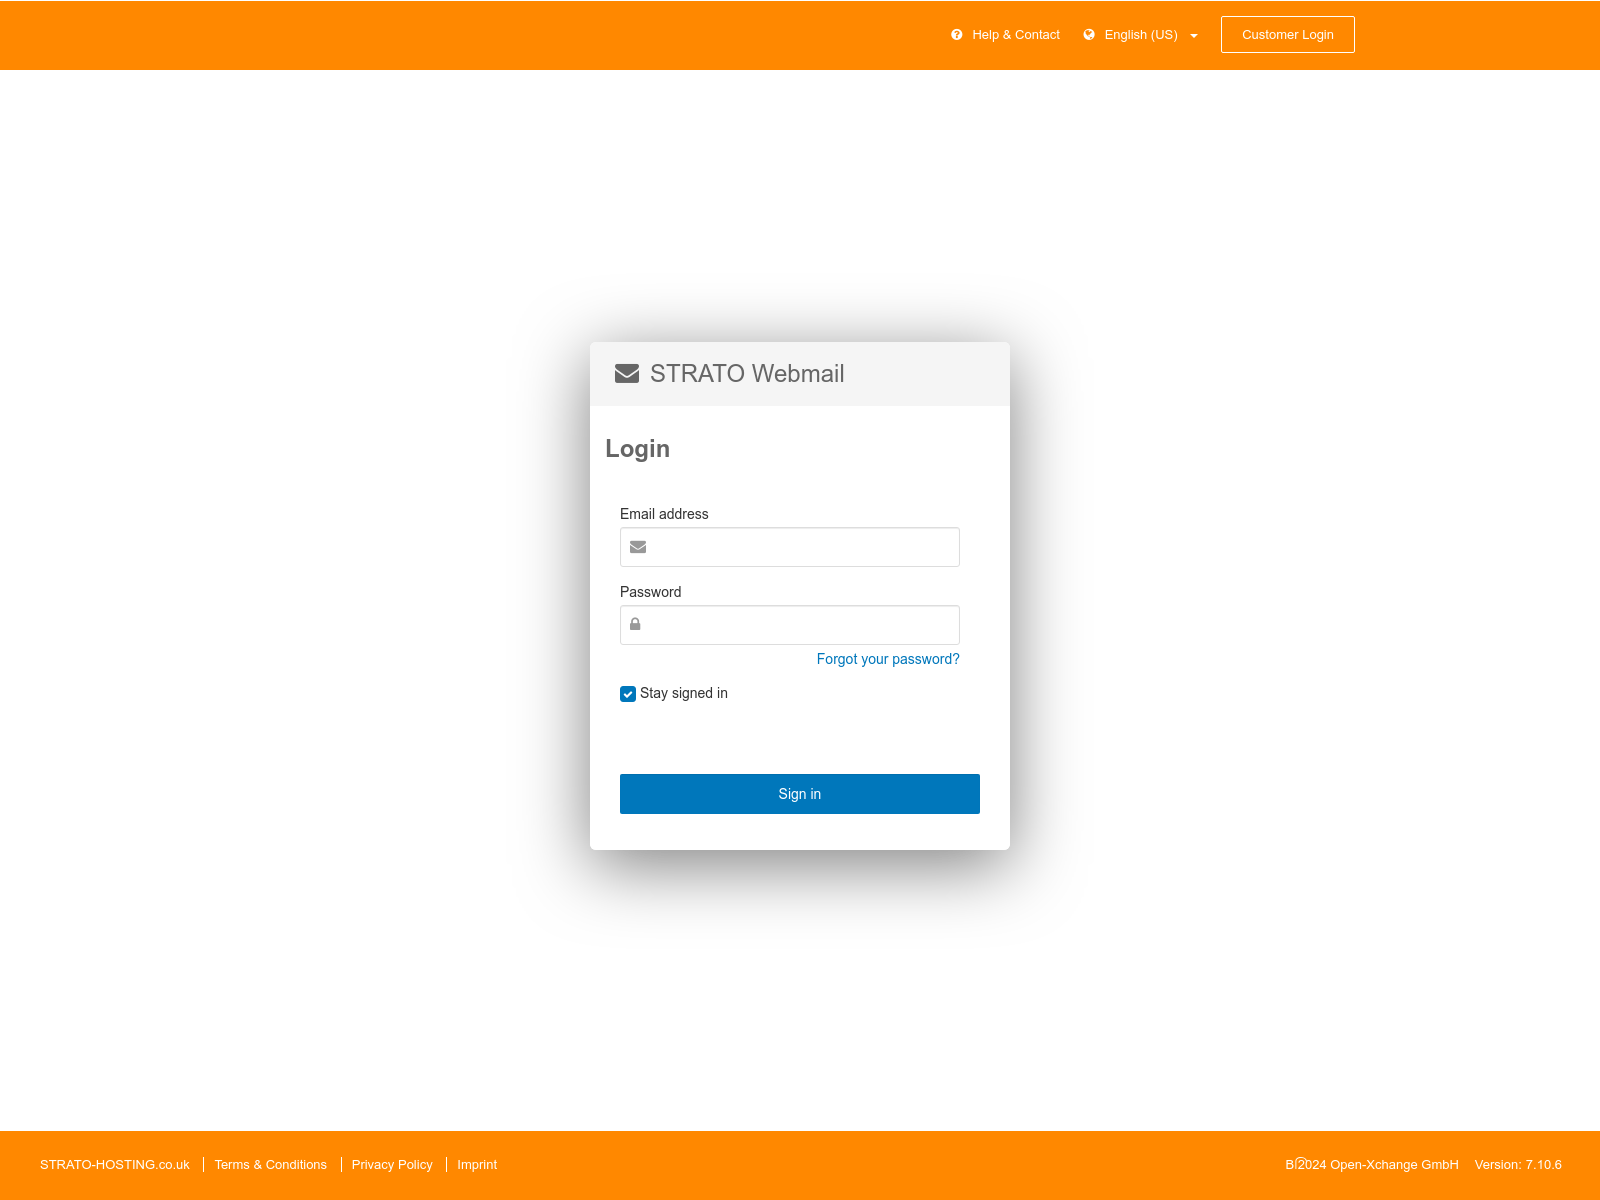 Help & Contact English (US) Customer Login
STRATO Webmail
Login
Email address
Password
Forgot your password?
Stay signed in
Sign in
STRATO-HOSTING.co.uk Terms & Conditions Privacy Policy Imprint
2024 Open-Xchange GmbH Version: 7.10.6